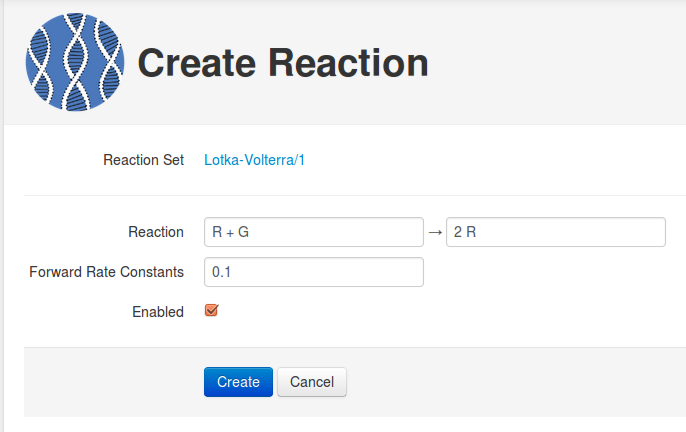 Create Reaction
Reaction Set Lotka-Volterra/1
Reaction R + G → 2 R
Forward Rate Constants 0.1
Enabled
Create Cancel